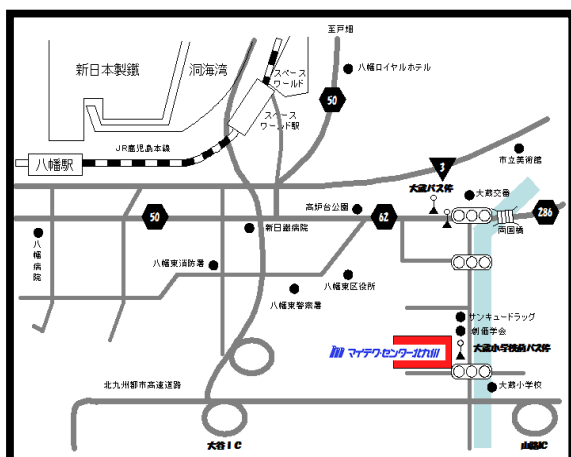 至戸畑
新日本製鐵
洞海湾
スペース
ワールド
八幡ロイヤルホテル
50
スペース
ワールド駅
JR鹿児島本線
八幡駅
3
市立美術館
大蔵バス停
大蔵交番
高炉台公園
50
62
286
両国橋
新日鐵病院
八幡病院
八幡東消防署
八幡東区役所
八幡東警察署
サンキュードラッグ
創価学会
マイテク・センター北九州
大蔵小学校前バス停
北九州都市高速道路
大蔵小学校
大谷IC
山路IC